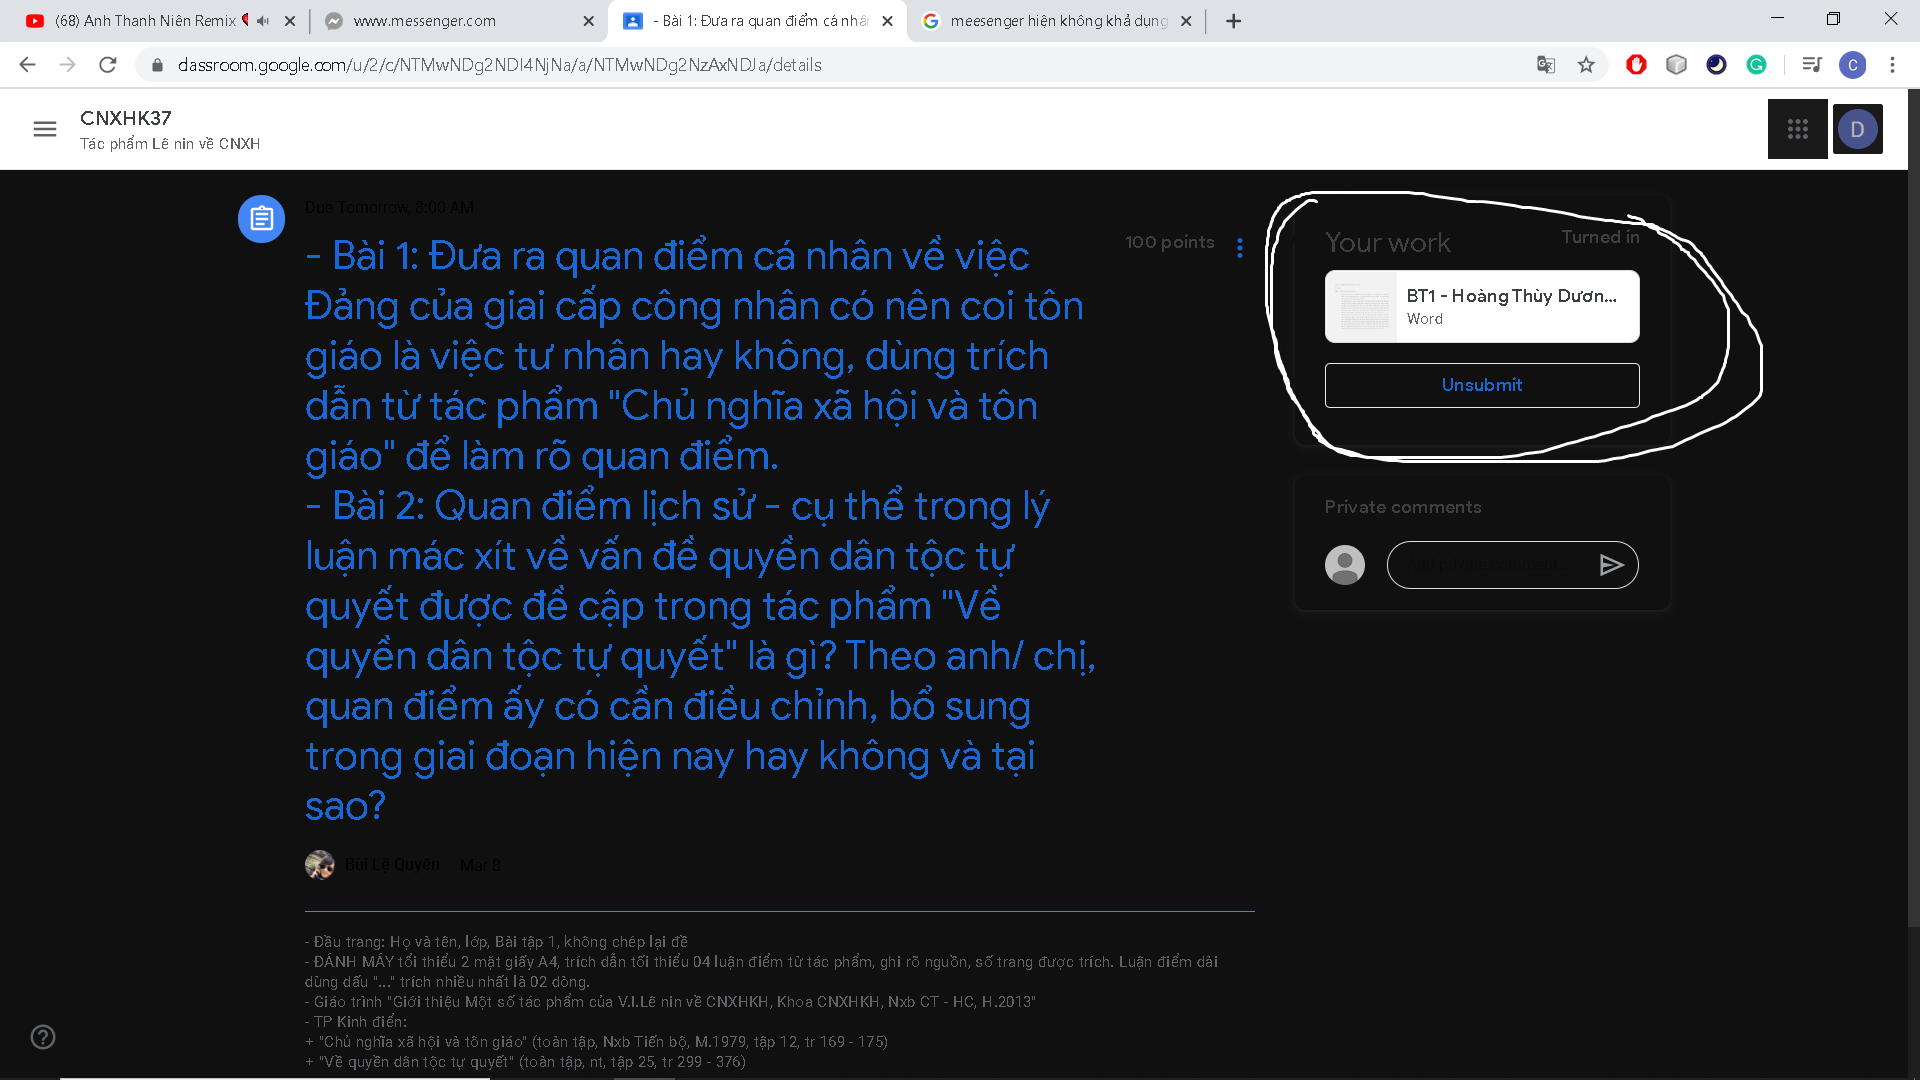 (68) Anh Thanh Niên Remix
www.messenger.com
- Bài 1: Đưa ra quan điểm cá nhân
meesenger hiện không khả dụng
classroom.google.com/u/2/c/NTMwNDg2NDI4NjNa/a/NTMwNDg2NzAxNDJa/details
C
CNXHK37
Tác phẩm Lê nin về CNXH
D
Due Tomorrow, 8:00 AM
- Bài 1: Đưa ra quan điểm cá nhân về việc
Đảng của giai cấp công nhân có nên coi tôn
giáo là việc tư nhân hay không, dùng trích
dẫn từ tác phẩm "Chủ nghĩa xã hội và tôn
giáo" để làm rõ quan điểm.
- Bài 2: Quan điểm lịch sử - cụ thể trong lý
luận mác xít về vấn đề quyền dân tộc tự
quyết được đề cập trong tác phẩm "Về
quyền dân tộc tự quyết" là gì? Theo anh/ chị,
quan điểm ấy có cần điều chỉnh, bổ sung
trong giai đoạn hiện nay hay không và tại
sao?
100 points
Bùi Lệ Quyên Mar 8
- Đầu trang: Họ và tên, lớp, Bài tập 1, không chép lại đề
- ĐÁNH MÁY tối thiểu 2 mặt giấy A4, trích dẫn tối thiểu 04 luận điểm từ tác phẩm, ghi rõ nguồn, số trang được trích. Luận điểm dài
dùng dấu "..." trích nhiều nhất là 02 dòng.
- Giáo trình "Giới thiệu Một số tác phẩm của V.I.Lê nin về CNXHKH, Khoa CNXHKH, Nxb CT - HC, H.2013"
- TP Kinh điển:
+ "Chủ nghĩa xã hội và tôn giáo" (toàn tập, Nxb Tiến bộ, M.1979, tập 12, tr 169 - 175)
+ "Về quyền dân tộc tự quyết" (toàn tập, nt, tập 25, tr 299 - 376)
Your work
Turned in
BT1 - Hoàng Thùy Dươn...
Word
Unsubmit
Private comments
Add private comment...